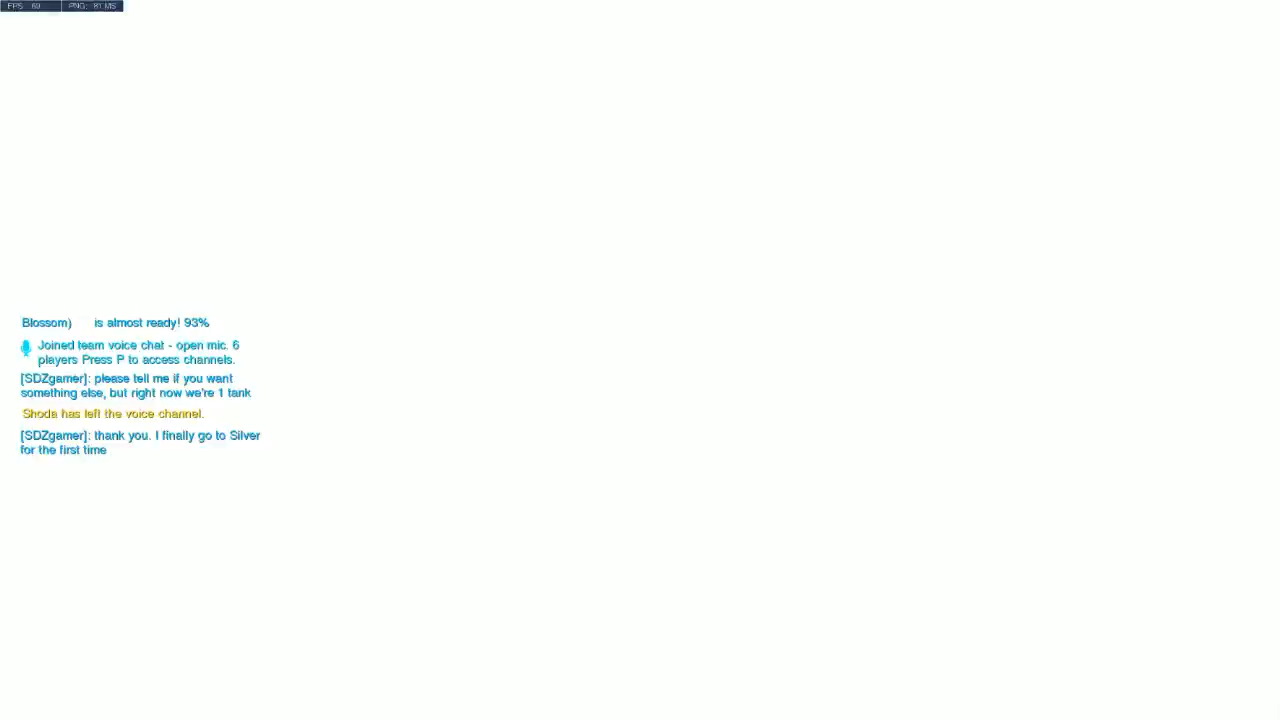 FPS: 60 PNG: 81 MS
Blossom) is almost ready! 93%
Joined team voice chat - open mic. 6
players Press P to access channels.
[SDZgamer]: please tell me if you want
something else, but right now we're 1 tank
Shoda has left the voice channel.
[SDZgamer]: thank you. I finally go to Silver
for the first time